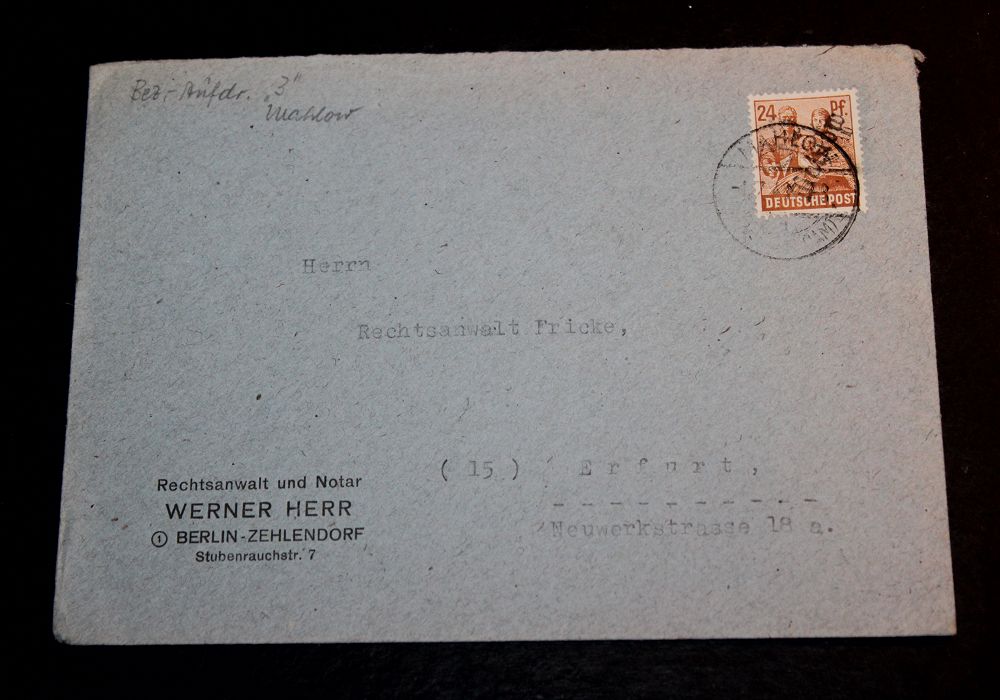 Bez.-Aufdr. „3"
Mahlow
24 Pf.
MAHLOW
DEUTSCHE POST
Herrn
Rechtsanwalt Fricke,
(15) Erfurt,
Neuwerkstrasse 18 a.
Rechtsanwalt und Notar
WERNER HERR
① BERLIN-ZEHLENDORF
Stubenrauchstr. 7